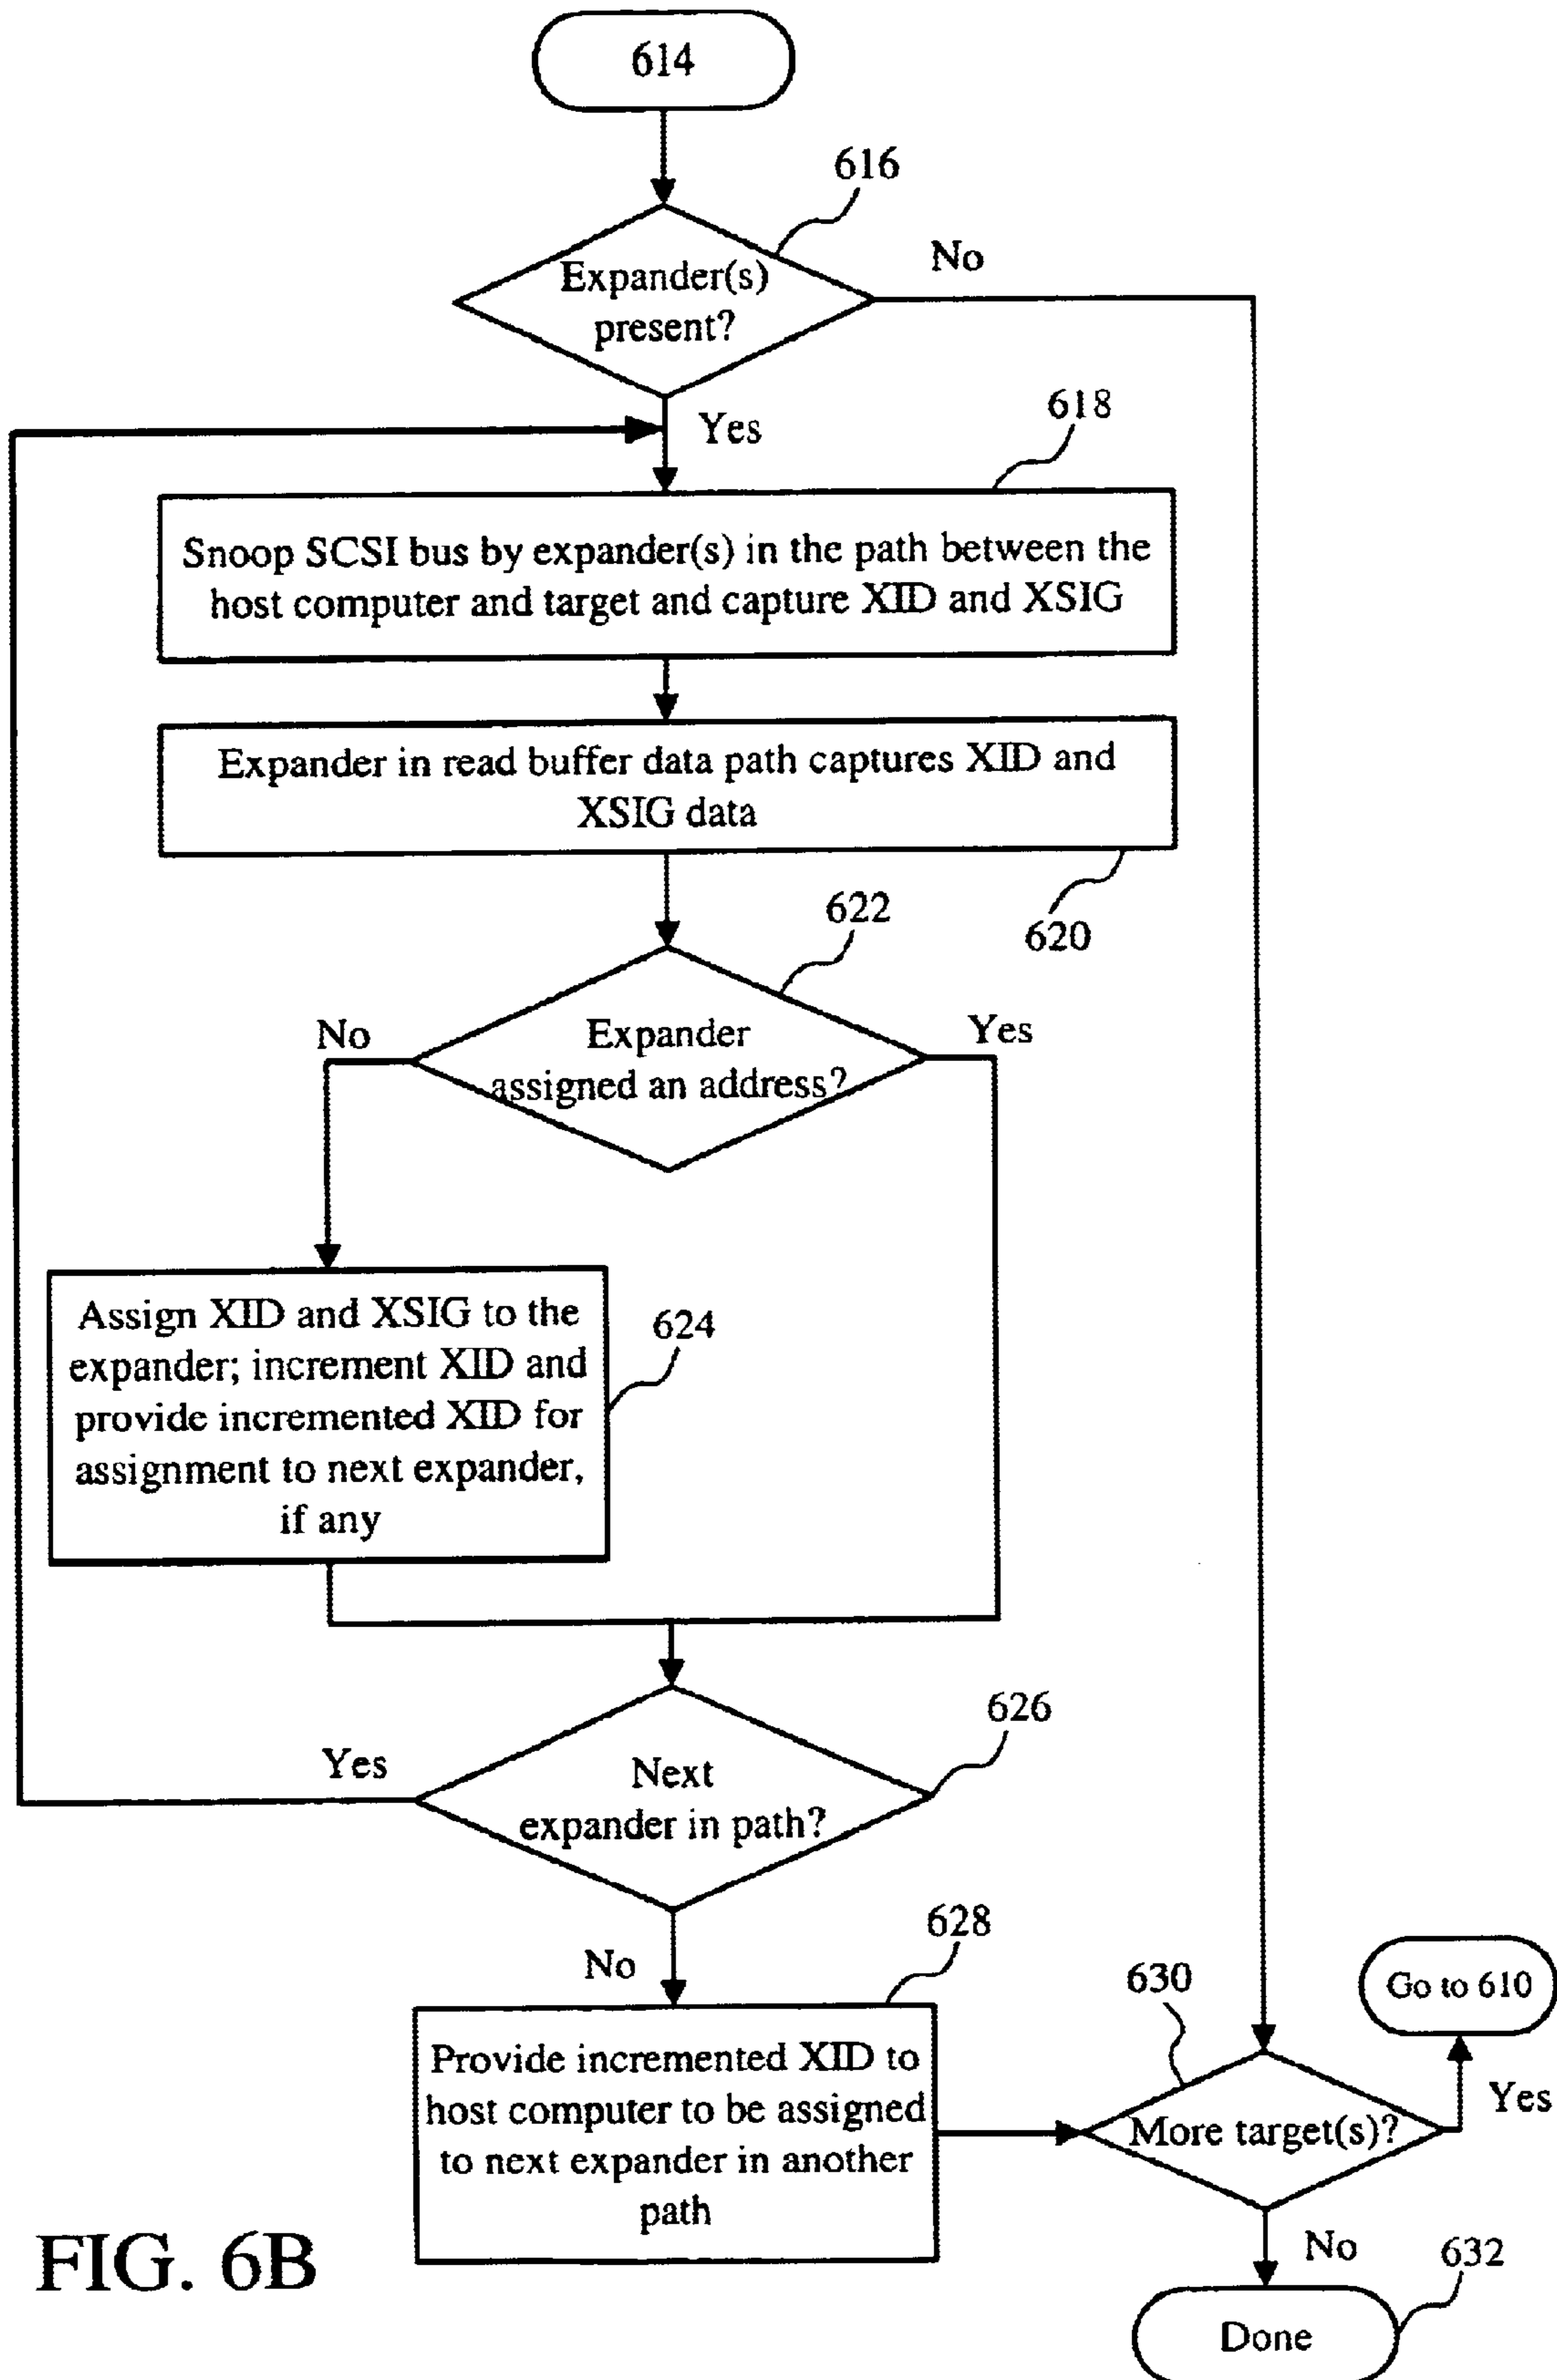 614
616
Expander(s)
present?
No
Yes
618
Snoop SCSI bus by expander(s) in the path between the
host computer and target and capture XID and XSIG
Expander in read buffer data path captures XID and
XSIG data
620
622
Expander
assigned an address?
No
Yes
Assign XID and XSIG to the
expander; increment XID and
provide incremented XID for
assignment to next expander,
if any
624
626
Next
expander in path?
Yes
No
628
Provide incremented XID to
host computer to be assigned
to next expander in another
path
630
More target(s)?
Go to 610
Yes
No
632
Done
FIG. 6B